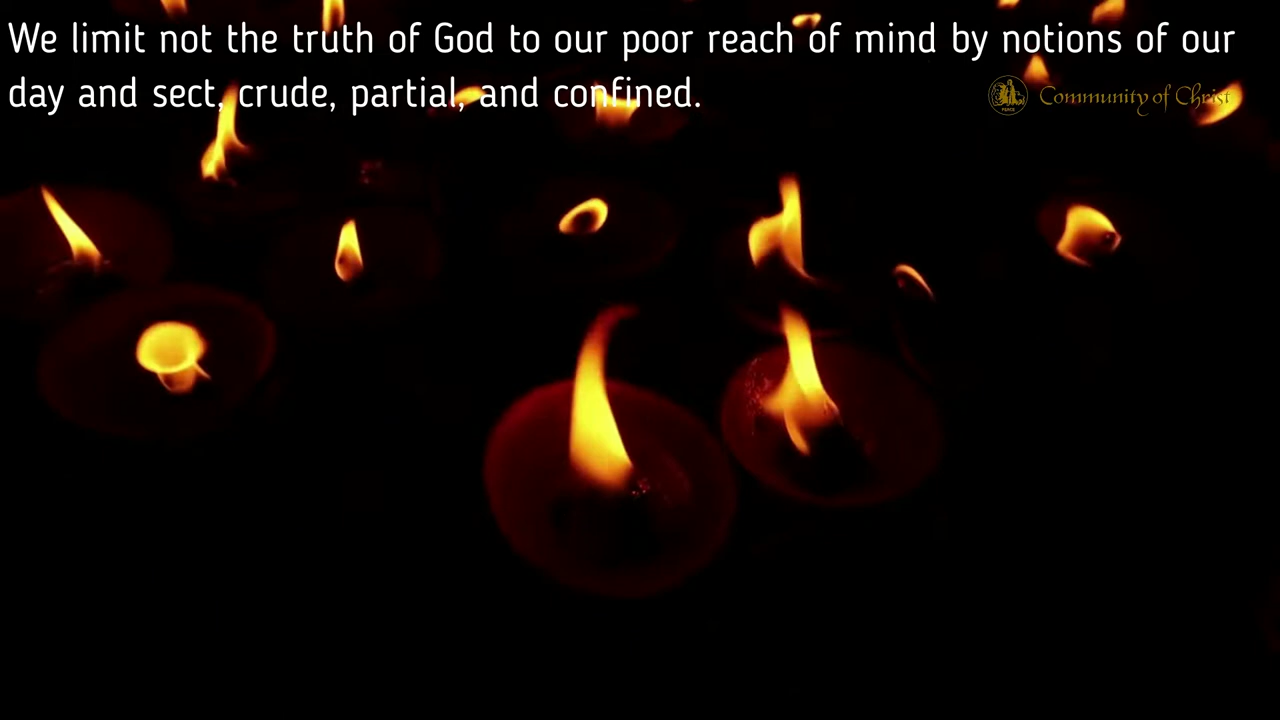 We limit not the truth of God to our poor reach of mind by notions of our
day and sect, crude, partial, and confined.
Community of Christ